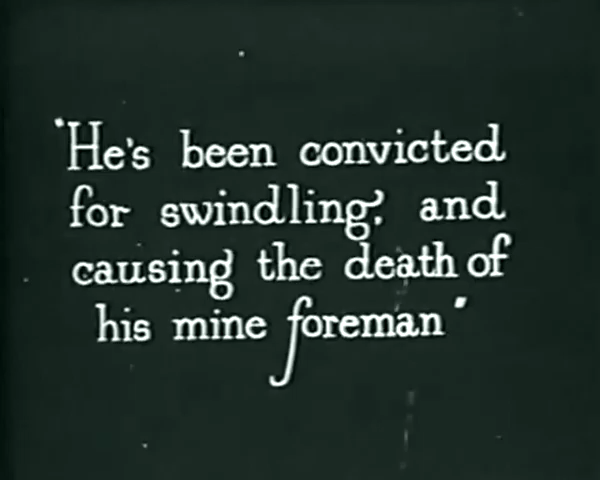 "He's been convicted
for swindling, and
causing the death of
his mine foreman"